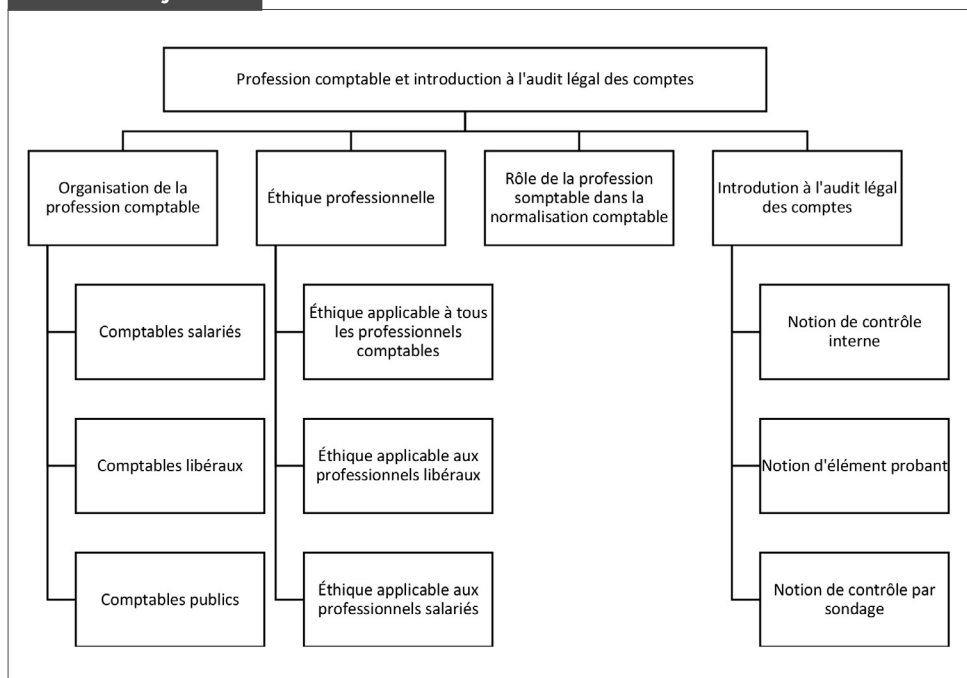 Profession comptable et introduction à l'audit légal des comptes
Organisation de la
profession comptable
Éthique professionnelle
Rôle de la profession
somptable dans la
normalisation comptable
Introdution à l'audit légal
des comptes
Comptables salariés
Éthique applicable à tous
les professionnels
comptables
Notion de contrôle
interne
Comptables libéraux
Éthique applicable aux
professionnels libéraux
Notion d'élément probant
Comptables publics
Éthique applicable aux
professionnels salariés
Notion de contrôle par
sondage